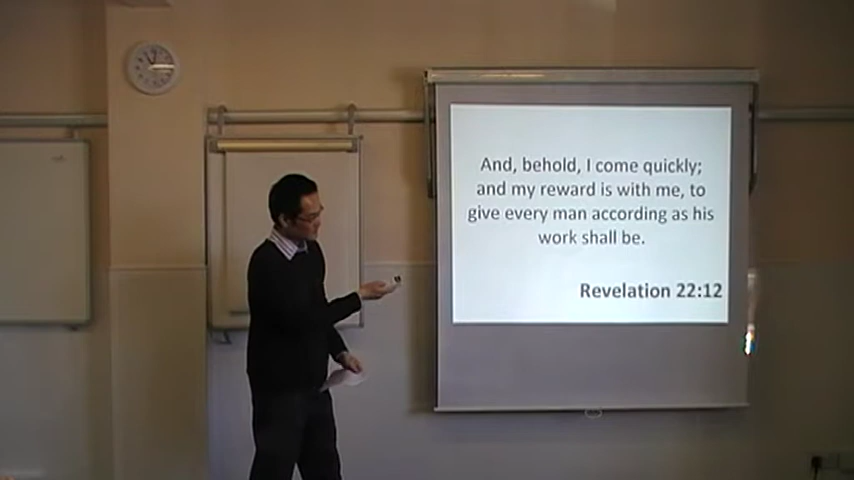 And, behold, I come quickly;
and my reward is with me, to
give every man according as his
work shall be.
Revelation 22:12